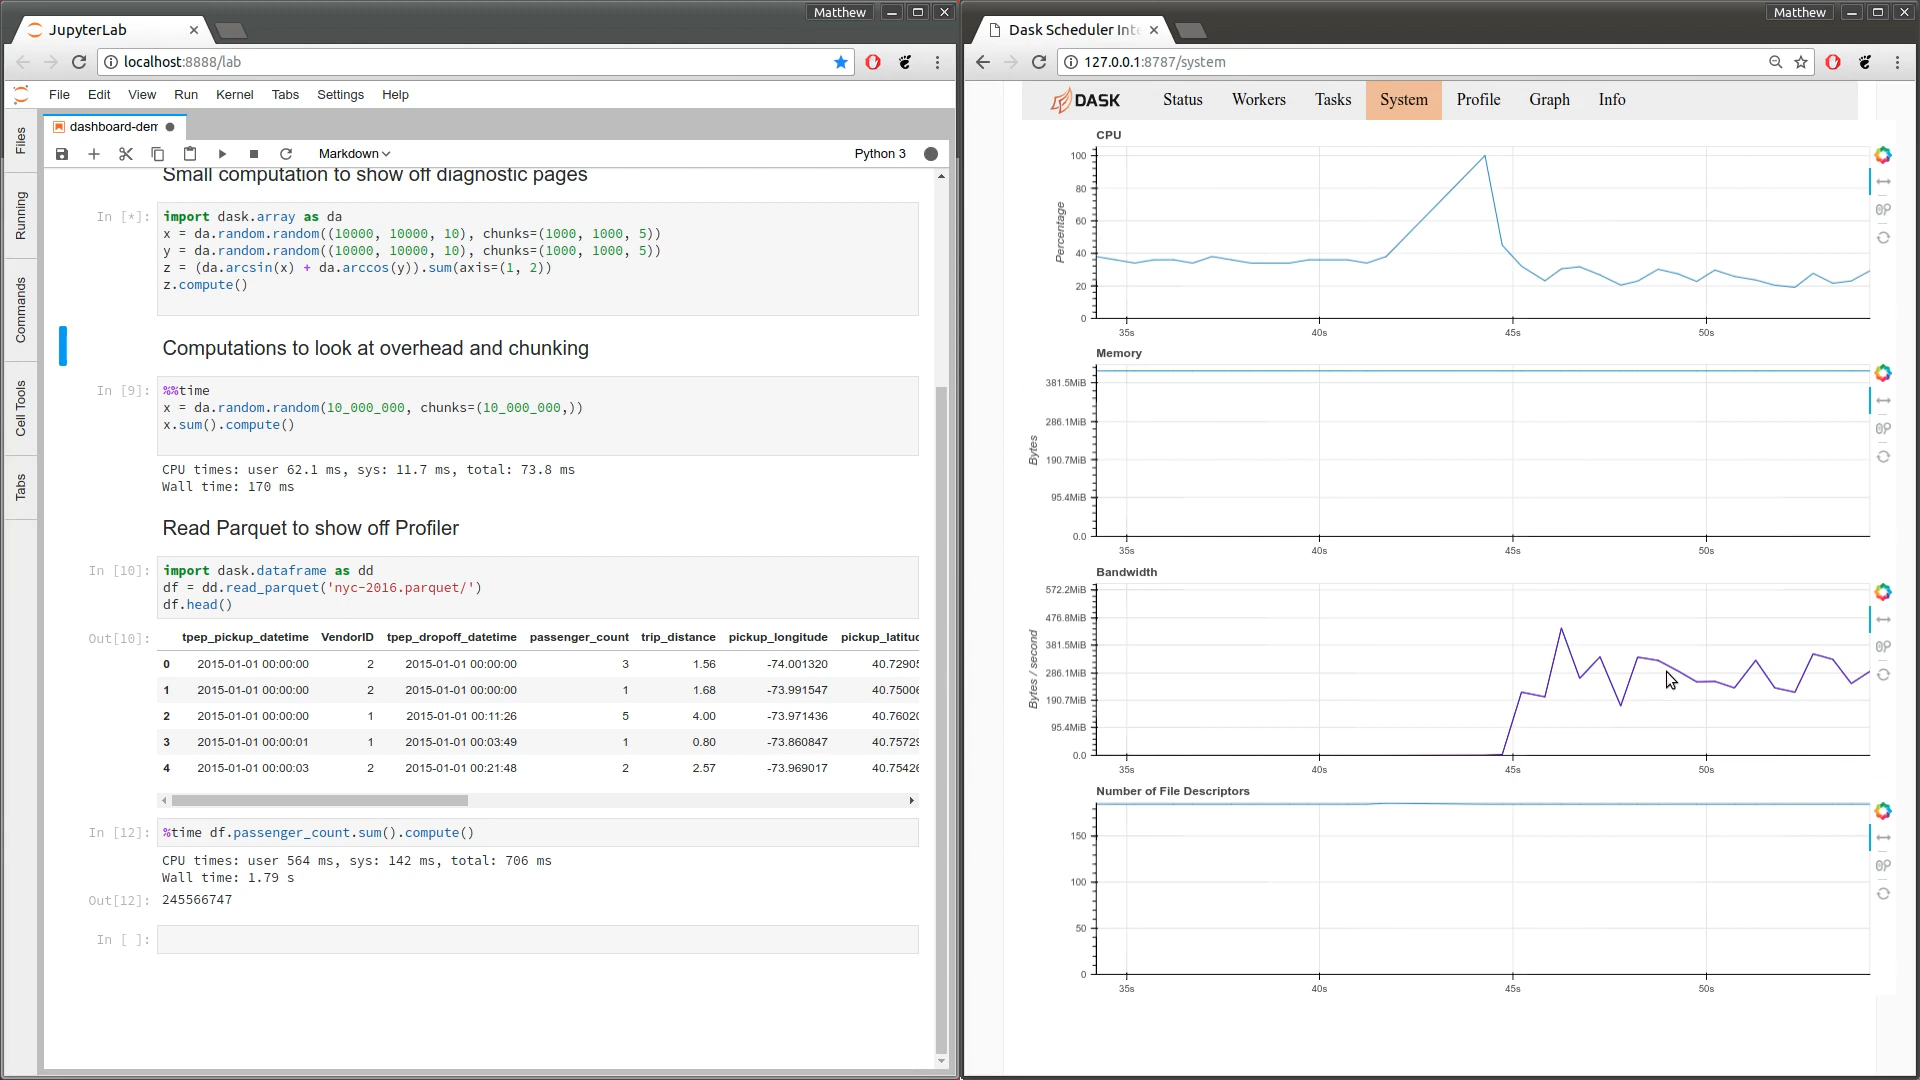 Matthew
JupyterLab
localhost:8888/lab
File Edit View Run Kernel Tabs Settings Help
dashboard-dem
Markdown
Python 3
Files
Running
Commands
Cell Tools
Tabs
Small computation to show off diagnostic pages
In [*]:
import dask.array as da
x = da.random.random((10000, 10000, 10), chunks=(1000, 1000, 5))
y = da.random.random((10000, 10000, 10), chunks=(1000, 1000, 5))
z = (da.arcsin(x) + da.arccos(y)).sum(axis=(1, 2))
z.compute()
Computations to look at overhead and chunking
In [9]:
%%time
x = da.random.random(10_000_000, chunks=(10_000_000,))
x.sum().compute()
CPU times: user 62.1 ms, sys: 11.7 ms, total: 73.8 ms
Wall time: 170 ms
Read Parquet to show off Profiler
In [10]:
import dask.dataframe as dd
df = dd.read_parquet('nyc-2016.parquet/')
df.head()
Out[10]:
tpep_pickup_datetime VendorID tpep_dropoff_datetime passenger_count trip_distance pickup_longitude pickup_latituc
0 2015-01-01 00:00:00 2 2015-01-01 00:00:00 3 1.56 -74.001320 40.72905
1 2015-01-01 00:00:00 2 2015-01-01 00:00:00 1 1.68 -73.991547 40.75006
2 2015-01-01 00:00:00 1 2015-01-01 00:11:26 5 4.00 -73.971436 40.76020
3 2015-01-01 00:00:01 1 2015-01-01 00:03:49 1 0.80 -73.860847 40.75729
4 2015-01-01 00:00:03 2 2015-01-01 00:21:48 2 2.57 -73.969017 40.75426
In [12]:
%time df.passenger_count.sum().compute()
CPU times: user 564 ms, sys: 142 ms, total: 706 ms
Wall time: 1.79 s
Out[12]: 245566747
In [ ]:
Matthew
Dask Scheduler Inte
127.0.0.1:8787/system
DASK Status Workers Tasks System Profile Graph Info
CPU
Percentage
100
80
60
40
20
0
35s 40s 45s 50s
Memory
Bytes
381.5MiB
286.1MiB
190.7MiB
95.4MiB
0.0
35s 40s 45s 50s
Bandwidth
Bytes / second
572.2MiB
476.8MiB
381.5MiB
286.1MiB
190.7MiB
95.4MiB
0.0
35s 40s 45s 50s
Number of File Descriptors
150
100
50
0
35s 40s 45s 50s